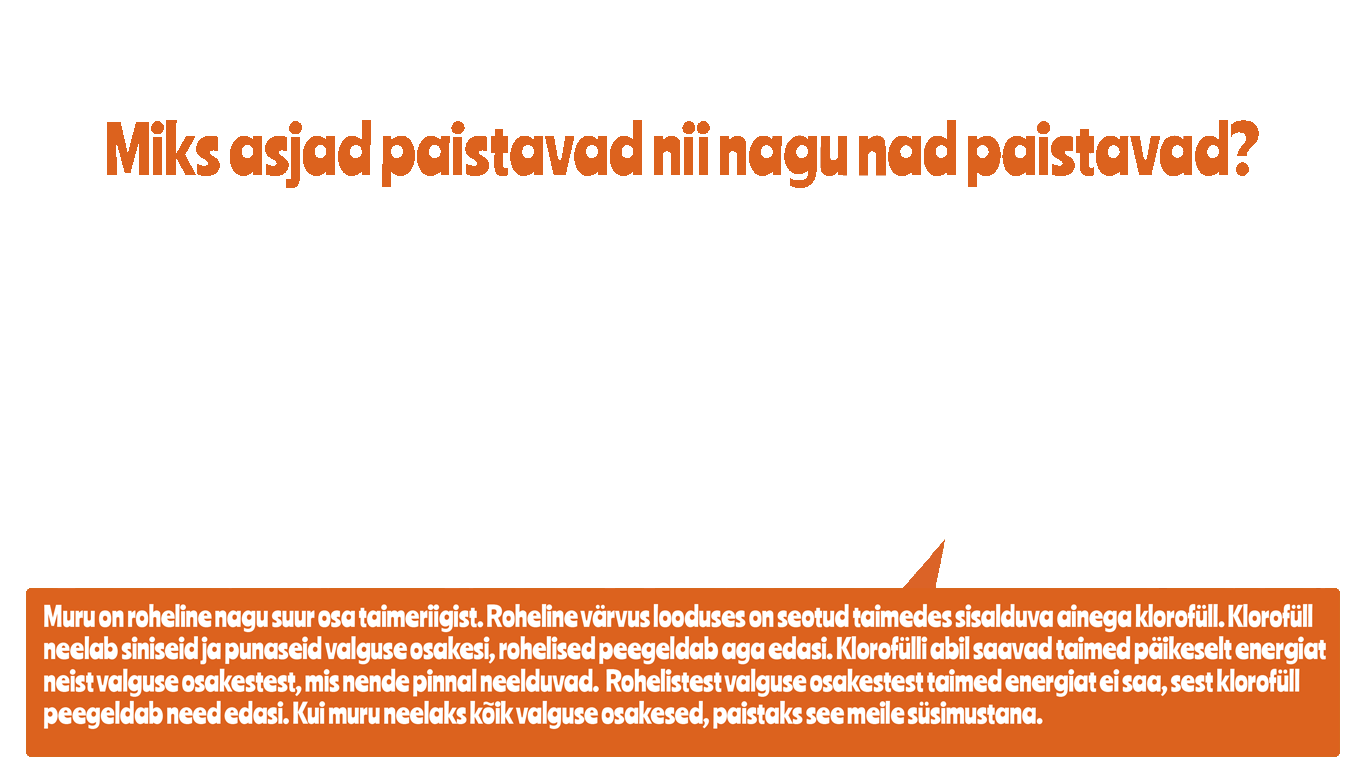 Miks asjad paistavad nii nagu nad paistavad?
Muru on roheline nagu suur osa taimeriigist. Roheline värvus looduses on seotud taimedes sisalduva ainega klorofüll. Klorofüll
neelab siniseid ja punaseid valguse osakesi, rohelised peegeldab aga edasi. Klorofülli abil saavad taimed päikeselt energiat
neist valguse osakestest, mis nende pinnal neelduvad. Rohelistest valguse osakestest taimed energiat ei saa, sest klorofüll
peegeldab need edasi. Kui muru neelaks kõik valguse osakesed, paistaks see meile süsimustana.